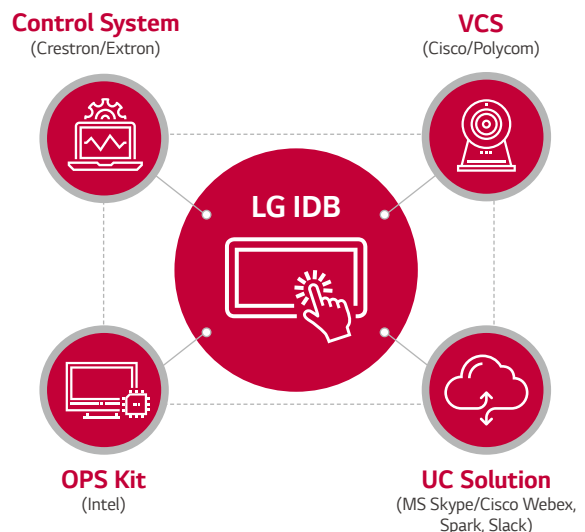 Control System
(Crestron/Extron)
VCS
(Cisco/Polycom)
LG IDB
OPS Kit
(Intel)
UC Solution
(MS Skype/Cisco Webex,
Spark, Slack)